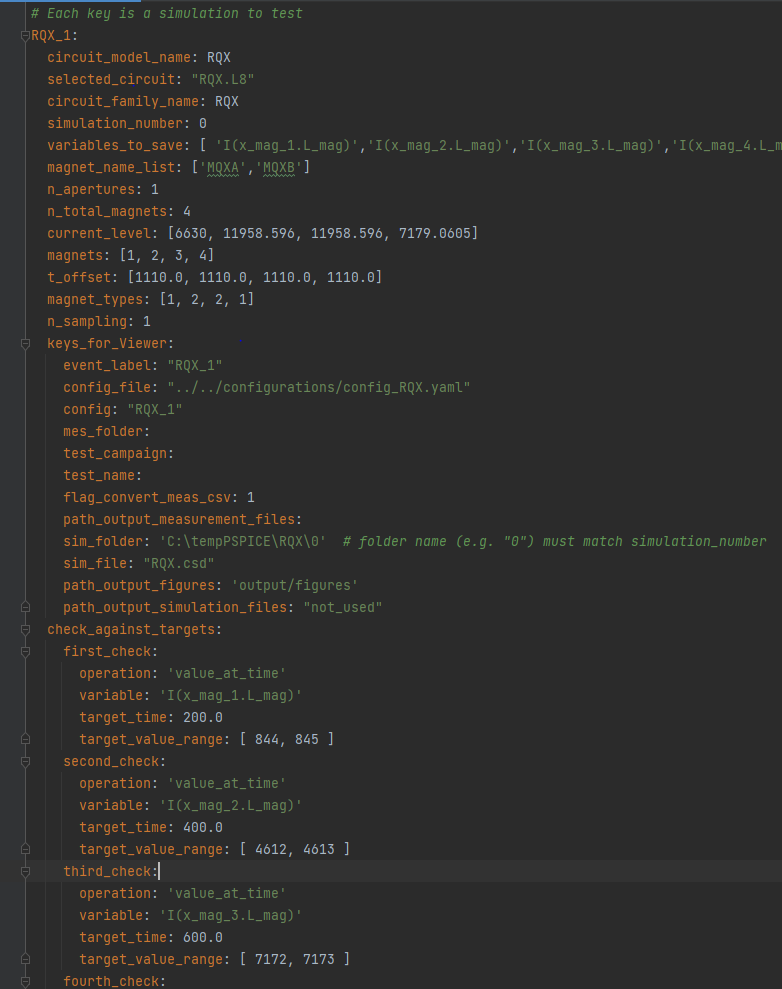 # Each key is a simulation to test
RQX_1:
circuit_model_name: RQX
selected_circuit: "RQX.L8"
circuit_family_name: RQX
simulation_number: 0
variables_to_save: [ 'I(x_mag_1.L_mag)','I(x_mag_2.L_mag)','I(x_mag_3.L_mag)','I(x_mag_4.L_m
magnet_name_list: ['MQXA','MQXB']
n_apertures: 1
n_total_magnets: 4
current_level: [6630, 11958.596, 11958.596, 7179.0605]
magnets: [1, 2, 3, 4]
t_offset: [1110.0, 1110.0, 1110.0, 1110.0]
magnet_types: [1, 2, 2, 1]
n_sampling: 1
keys_for_Viewer:
event_label: "RQX_1"
config_file: "../../configurations/config_RQX.yaml"
config: "RQX_1"
mes_folder:
test_campaign:
test_name:
flag_convert_meas_csv: 1
path_output_measurement_files:
sim_folder: 'C:\tempPSPICE\RQX\0'  # folder name (e.g. "0") must match simulation_number
sim_file: "RQX.csd"
path_output_figures: 'output/figures'
path_output_simulation_files: "not_used"
check_against_targets:
first_check:
operation: 'value_at_time'
variable: 'I(x_mag_1.L_mag)'
target_time: 200.0
target_value_range: [ 844, 845 ]
second_check:
operation: 'value_at_time'
variable: 'I(x_mag_2.L_mag)'
target_time: 400.0
target_value_range: [ 4612, 4613 ]
third_check:
operation: 'value_at_time'
variable: 'I(x_mag_3.L_mag)'
target_time: 600.0
target_value_range: [ 7172, 7173 ]
fourth_check: